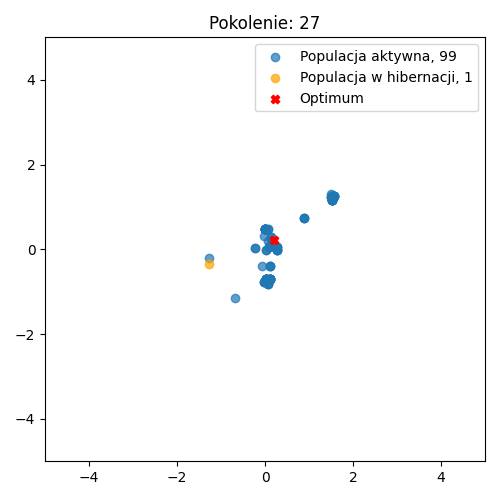 Pokolenie: 27
Populacja aktywna, 99
Populacja w hibernacji, 1
Optimum
4
2
0
−2
−4
−4
−2
0
2
4